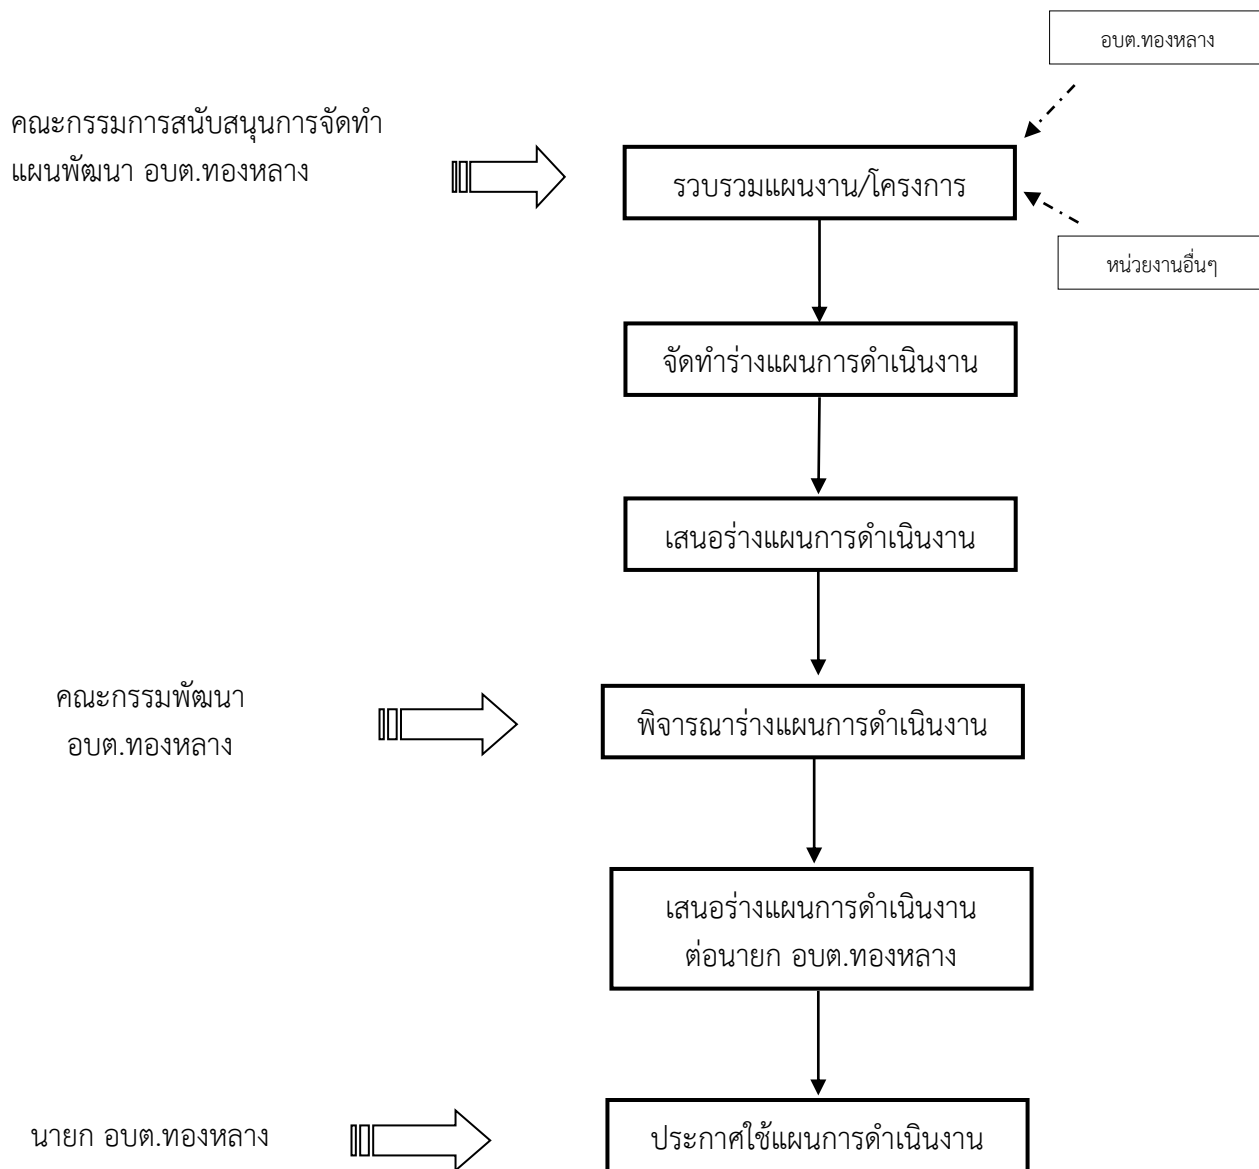 อบต.ทองหลาง
คณะกรรมการสนับสนุนการจัดทำ
แผนพัฒนา อบต.ทองหลาง
รวบรวมแผนงาน/โครงการ
หน่วยงานอื่นๆ
จัดทำร่างแผนการดำเนินงาน
เสนอร่างแผนการดำเนินงาน
คณะกรรมพัฒนา
อบต.ทองหลาง
พิจารณาร่างแผนการดำเนินงาน
เสนอร่างแผนการดำเนินงาน
ต่อนายก อบต.ทองหลาง
นายก อบต.ทองหลาง
ประกาศใช้แผนการดำเนินงาน